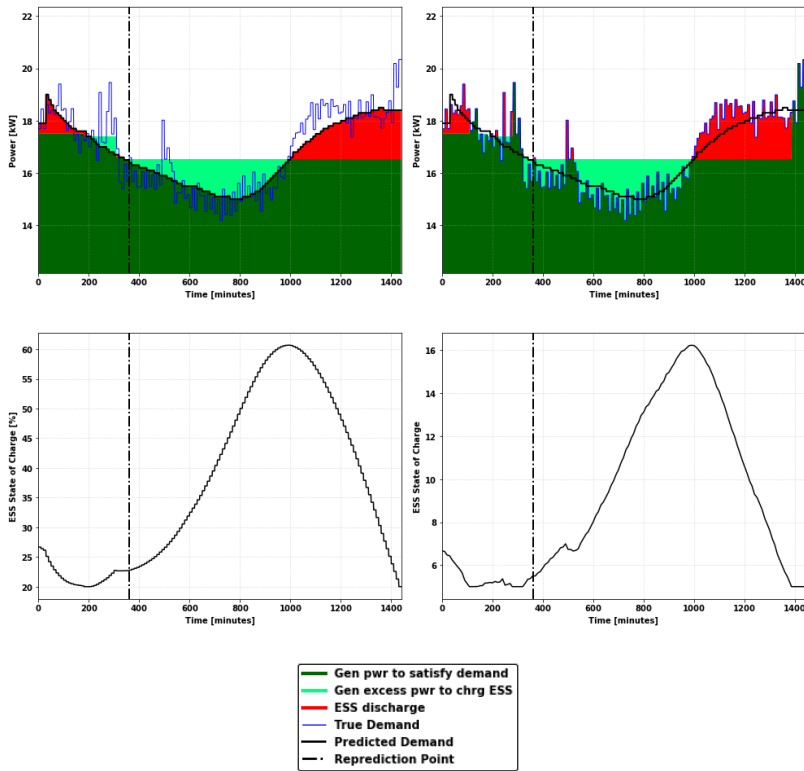 22
20
18
16
14
Power [kW]
0 200 400 600 800 1000 1200 1400
Time [minutes]
22
20
18
16
14
Power [kW]
0 200 400 600 800 1000 1200 1400
Time [minutes]
60
55
50
45
40
35
30
25
20
ESS State of Charge [%]
0 200 400 600 800 1000 1200 1400
Time [minutes]
16
14
12
10
8
6
ESS State of Charge
0 200 400 600 800 1000 1200 1400
Time [minutes]
Gen pwr to satisfy demand
Gen excess pwr to chrg ESS
ESS discharge
True Demand
Predicted Demand
Reprediction Point